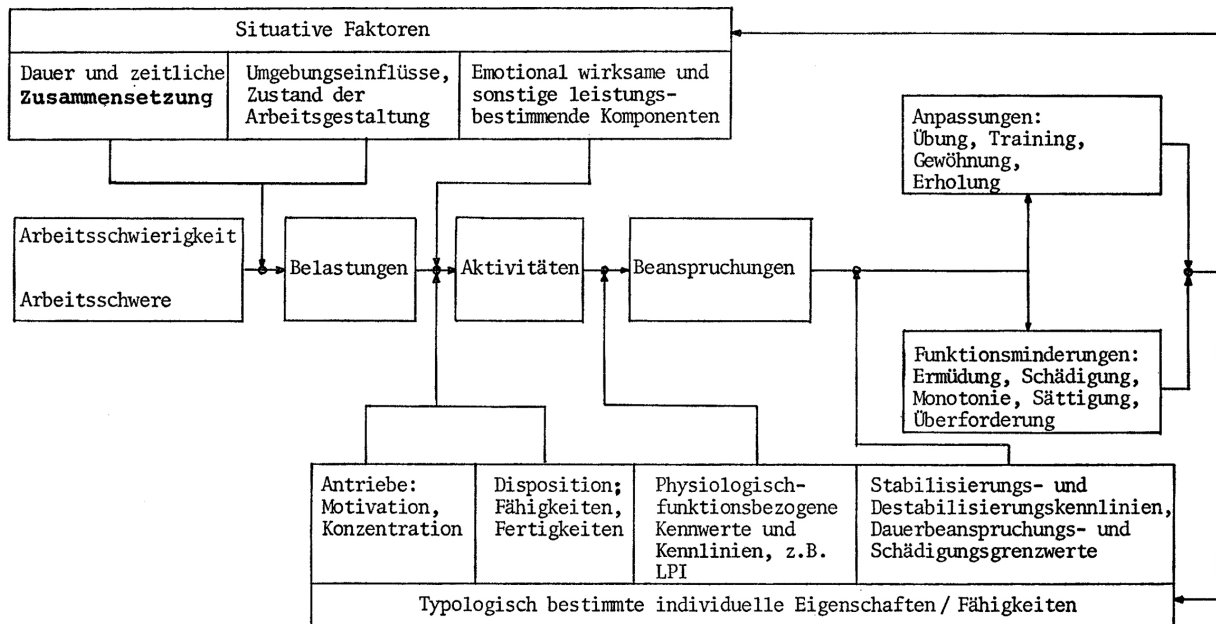 Situative Faktoren
Dauer und zeitliche
Zusammensetzung
Umgebungseinflüsse,
Zustand der
Arbeitsgestaltung
Emotional wirksame und
sonstige leistungs-
bestimmende Komponenten
Anpassungen:
Übung, Training,
Gewöhnung,
Erholung
Arbeitsschwierigkeit
Arbeitsschwere
Belastungen
Aktivitäten
Beanspruchungen
Funktionsminderungen:
Ermüdung, Schädigung,
Monotonie, Sättigung,
Überforderung
Antriebe:
Motivation,
Konzentration
Disposition;
Fähigkeiten,
Fertigkeiten
Physiologisch-
funktionsbezogene
Kennwerte und
Kennlinien, z.B.
LPI
Stabilisierungs- und
Destabilisierungskennlinien,
Dauerbeanspruchungs- und
Schädigungsgrenzwerte
Typologisch bestimmte individuelle Eigenschaften / Fähigkeiten